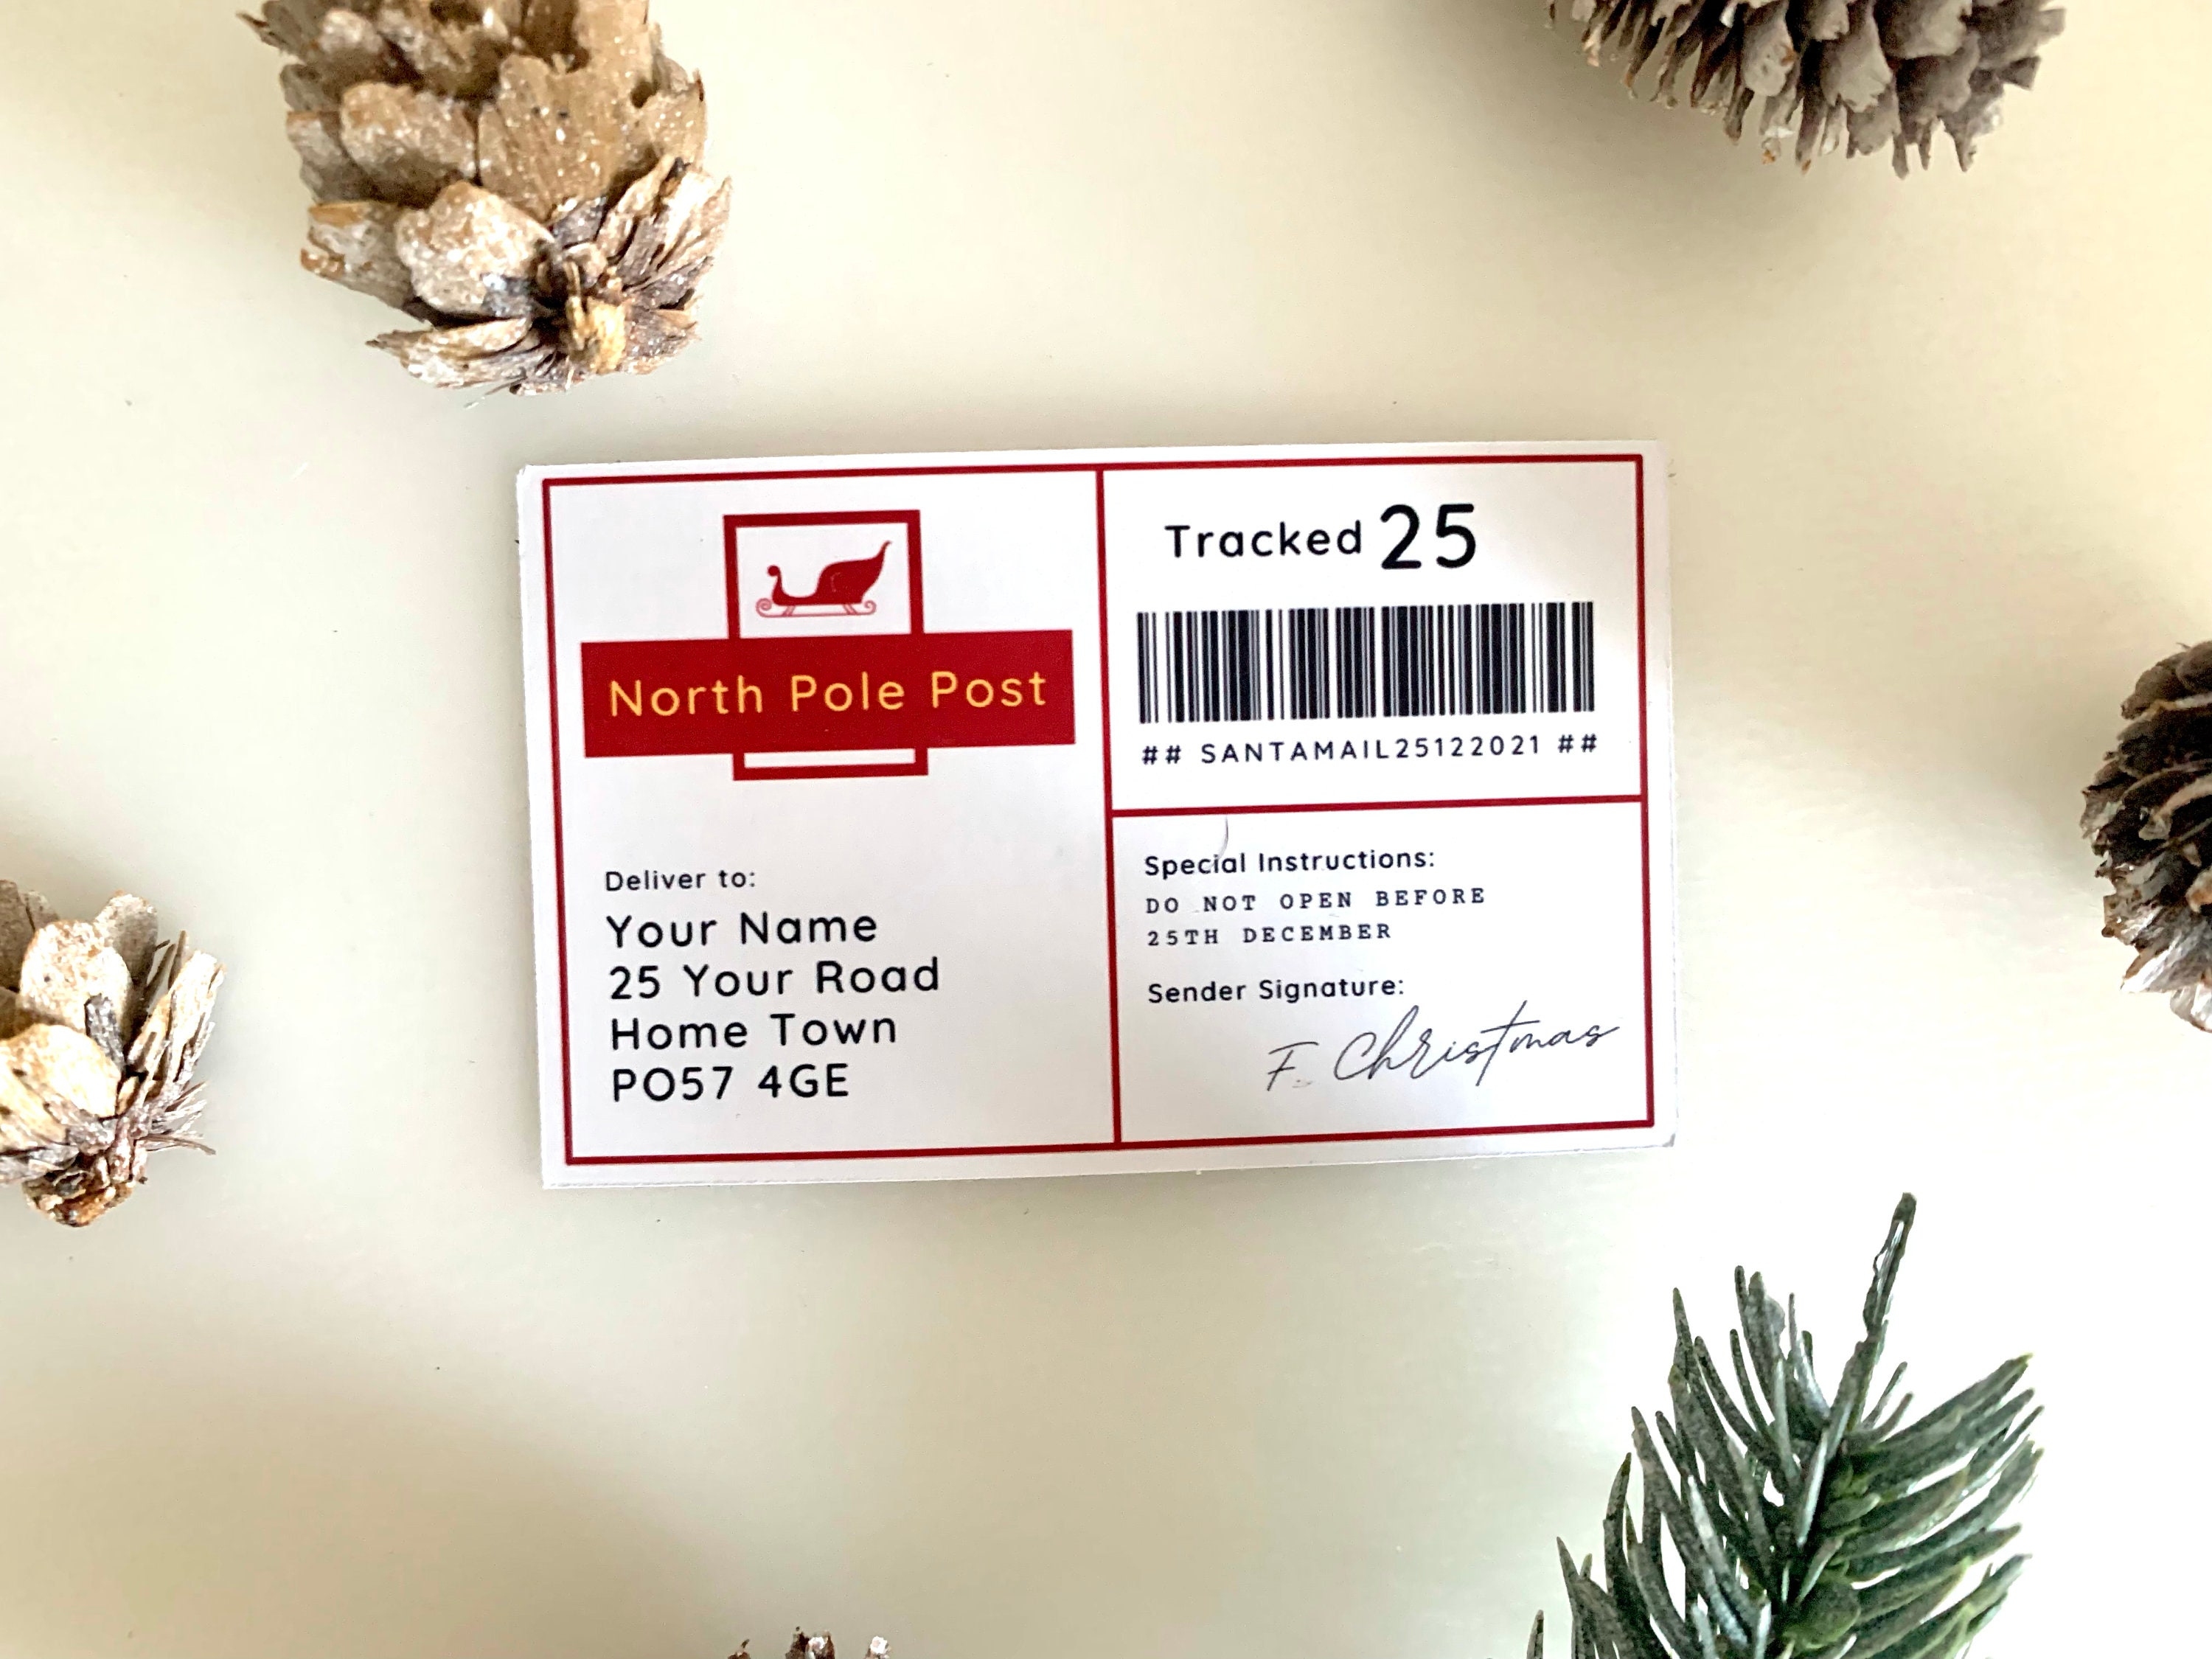 North Pole Post
Deliver to:
Your Name
25 Your Road
Home Town
PO57 4GE
Tracked 25
## SANTAMAIL25122021 ##
Special Instructions:
DO NOT OPEN BEFORE
25TH DECEMBER
Sender Signature:
F. Christmas